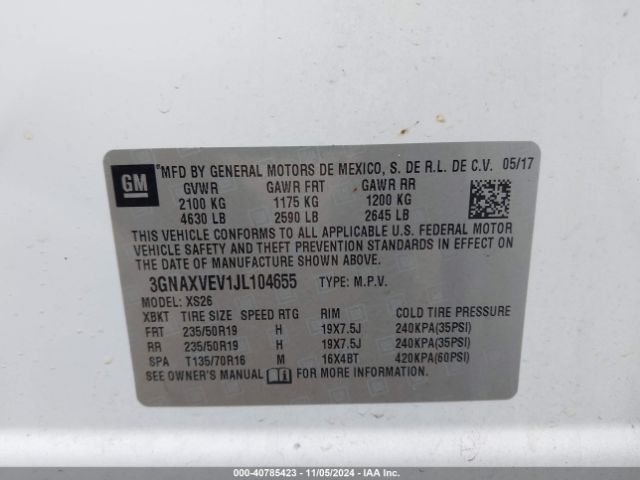 GM
®MFD BY GENERAL MOTORS DE MEXICO, S. DE R.L. DE C.V. 05/17
GVWR GAWR FRT GAWR RR
2100 KG 1175 KG 1200 KG
4630 LB 2590 LB 2645 LB
THIS VEHICLE CONFORMS TO ALL APPLICABLE U.S. FEDERAL MOTOR
VEHICLE SAFETY AND THEFT PREVENTION STANDARDS IN EFFECT ON
THE DATE OF MANUFACTURE SHOWN ABOVE.
3GNAXVEV1JL104655 TYPE: M.P.V.
MODEL: XS26
XBKT TIRE SIZE SPEED RTG RIM COLD TIRE PRESSURE
FRT 235/50R19 H 19X7.5J 240KPA(35PSI)
RR 235/50R19 H 19X7.5J 240KPA(35PSI)
SPA T135/70R16 M 16X4BT 420KPA(60PSI)
SEE OWNER'S MANUAL FOR MORE INFORMATION.
000-40785423 - 11/05/2024 - IAAI.COM